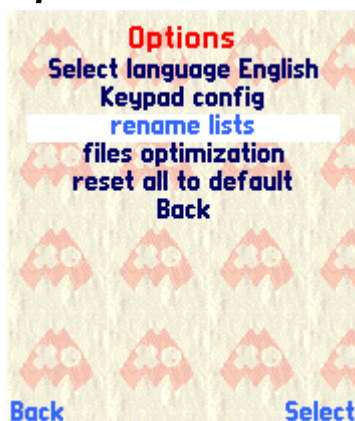 Options
Select language English
Keypad config
rename lists
files optimization
reset all to default
Back
Back Select